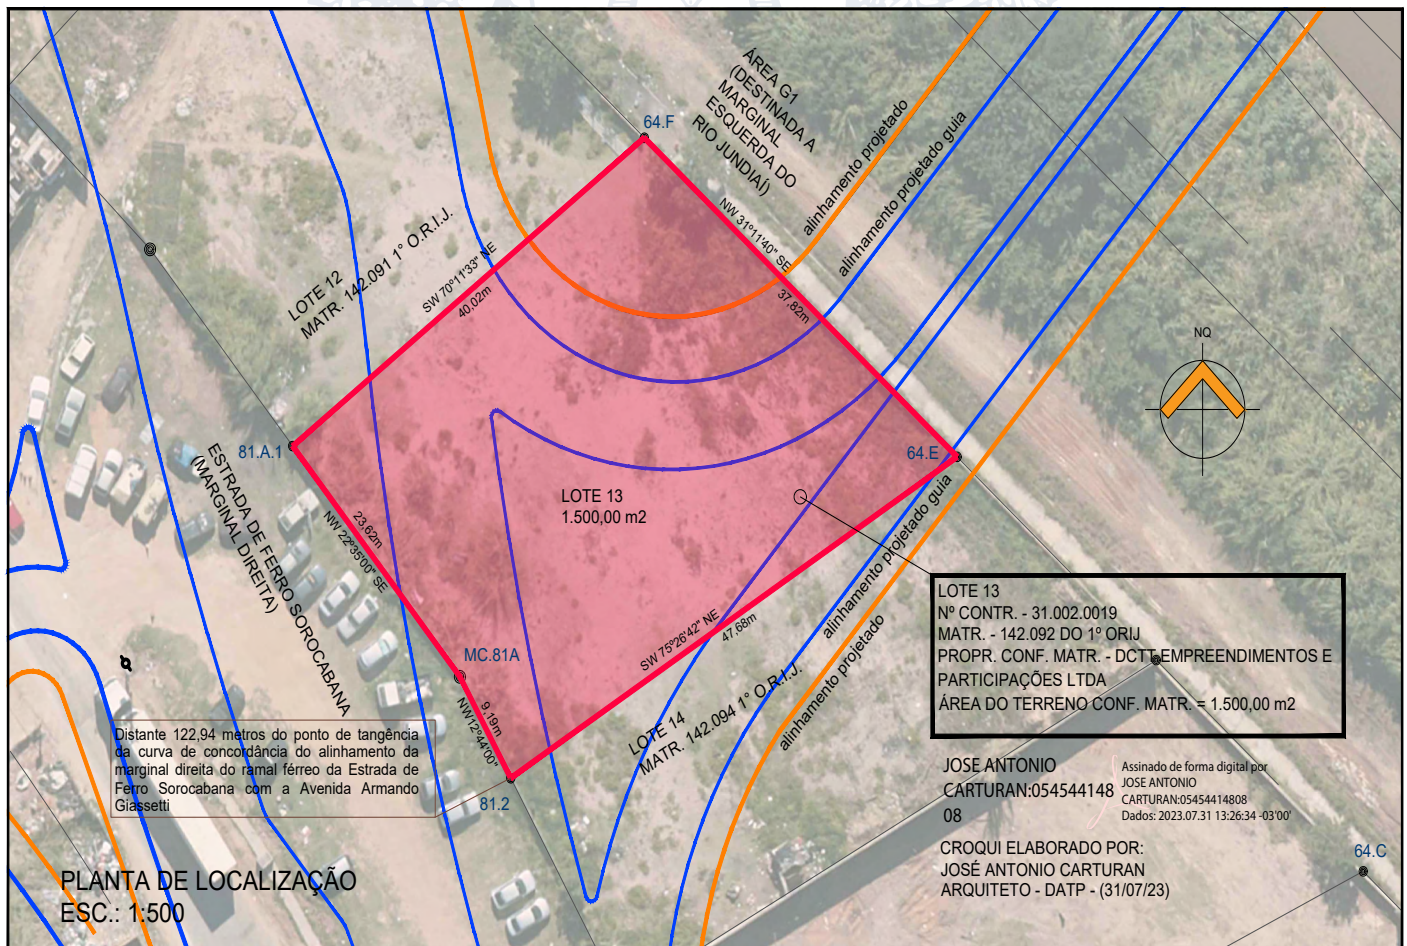 64.F
ÁREA G1
(DESTINADA A
MARGINAL
ESQUERDA DO
RIO JUNDIAÍ)
alinhamento projetado
alinhamento projetado guia
NW 31°11'40" SE
37,82m
LOTE 12
MATR. 142.091 1° O.R.I.J.
SW 70°11'33" NE
40,02m
NQ
81.A.1
ESTRADA DE FERRO SOROCABANA
(MARGINAL DIREITA)
23,62m
NW 22°35'00" SE
LOTE 13
1.500,00 m2
64.E
alinhamento projetado guia
alinhamento projetado
SW 75°26'42" NE
47,68m
MC.81A
9,19m
NW12°44'00"
81.2
LOTE 14
MATR. 142.094 1° O.R.I.J.
LOTE 13
Nº CONTR. - 31.002.0019
MATR. - 142.092 DO 1º ORIJ
PROPR. CONF. MATR. - DCTT EMPREENDIMENTOS E
PARTICIPAÇÕES LTDA
ÁREA DO TERRENO CONF. MATR. = 1.500,00 m2
Distante 122,94 metros do ponto de tangência
da curva de concordância do alinhamento da
marginal direita do ramal férreo da Estrada de
Ferro Sorocabana com a Avenida Armando
Giassetti
JOSE ANTONIO
CARTURAN:054544148
08
Assinado de forma digital por
JOSE ANTONIO
CARTURAN:05454414808
Dados: 2023.07.31 13:26:34 -03'00'
CROQUI ELABORADO POR:
JOSÉ ANTONIO CARTURAN
ARQUITETO - DATP - (31/07/23)
64.C
PLANTA DE LOCALIZAÇÃO
ESC.: 1:500